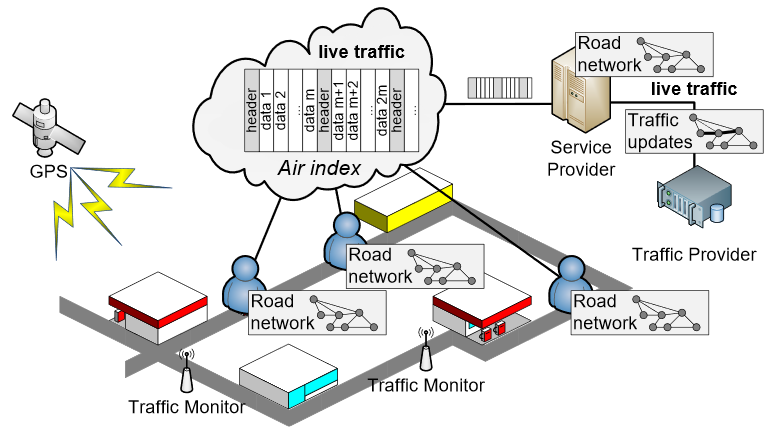 live traffic
header
data 1
data 2
...
data m
header
data m+1
data m+2
...
data 2m
header
...
Air index
GPS
Road
network
live traffic
Service
Provider
Traffic
updates
Traffic Provider
Road
network
Road
network
Road
network
Traffic Monitor
Traffic Monitor